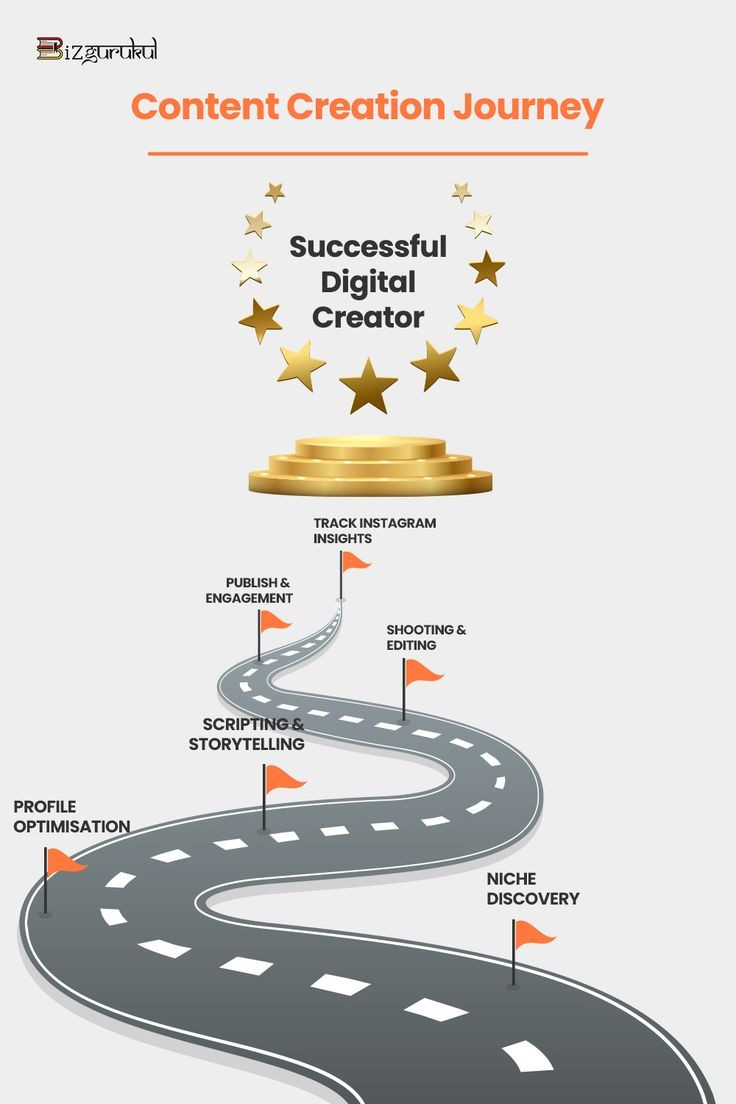 Bizgurukul
Content Creation Journey
Successful
Digital
Creator
TRACK INSTAGRAM
INSIGHTS
PUBLISH &
ENGAGEMENT
SHOOTING &
EDITING
SCRIPTING &
STORYTELLING
PROFILE
OPTIMISATION
NICHE
DISCOVERY